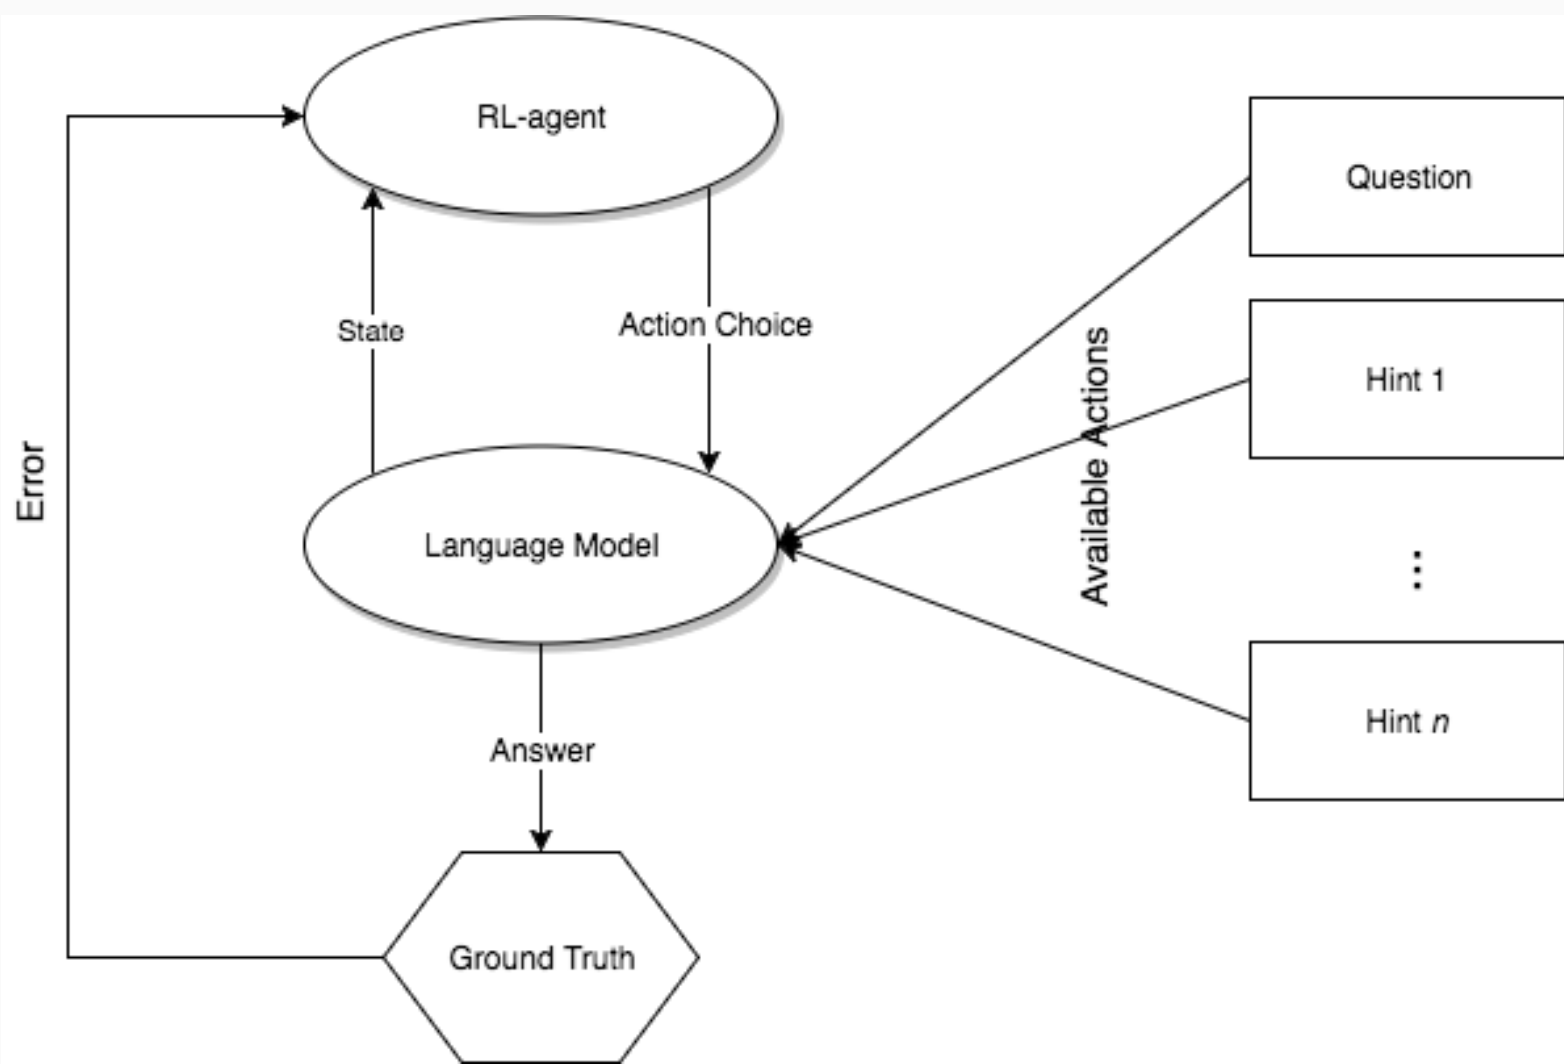 RL-agent
Question
State
Action Choice
Hint 1
Available Actions
Error
Language Model
...
Hint n
Answer
Ground Truth